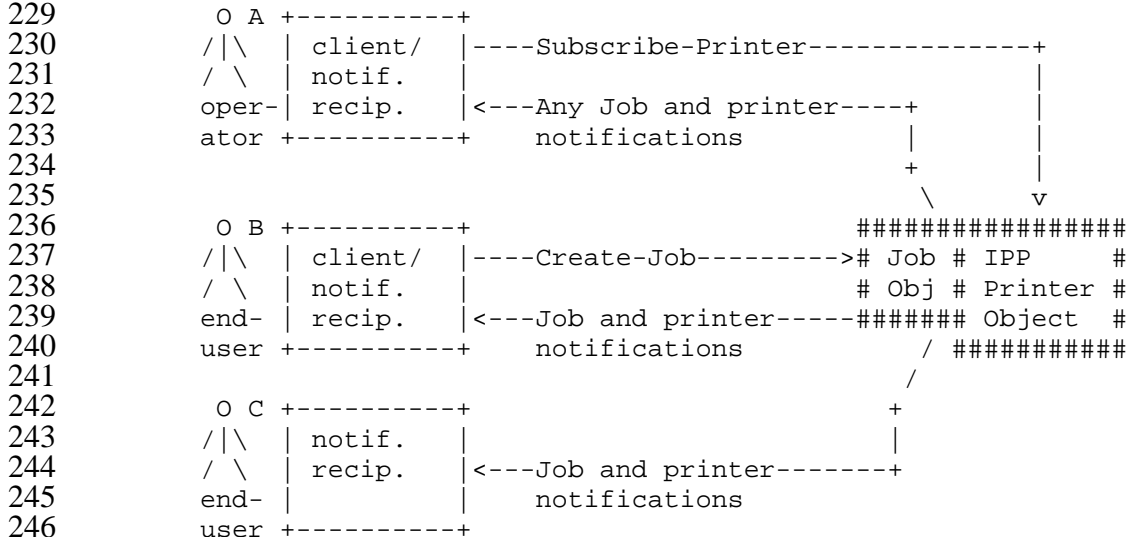 229           O A +----------+
230          /|\  | client/  |----Subscribe-Printer--------------+
231          / \  | notif.   |                                   |
232          oper-| recip.   |<---Any Job and printer----+       |
233          ator +----------+    notifications          |       |
234                                                      +       |
235                                                       \      v
236           O B +----------+                        #################
237          /|\  | client/  |----Create-Job---------># Job # IPP     #
238          / \  | notif.   |                        # Obj # Printer #
239          end- | recip.   |<---Job and printer-----####### Object  #
240          user +----------+    notifications           / ###########
241                                                      /
242           O C +----------+                          +
243          /|\  | notif.   |                          |
244          / \  | recip.   |<---Job and printer-------+
245          end- |          |    notifications
246          user +----------+